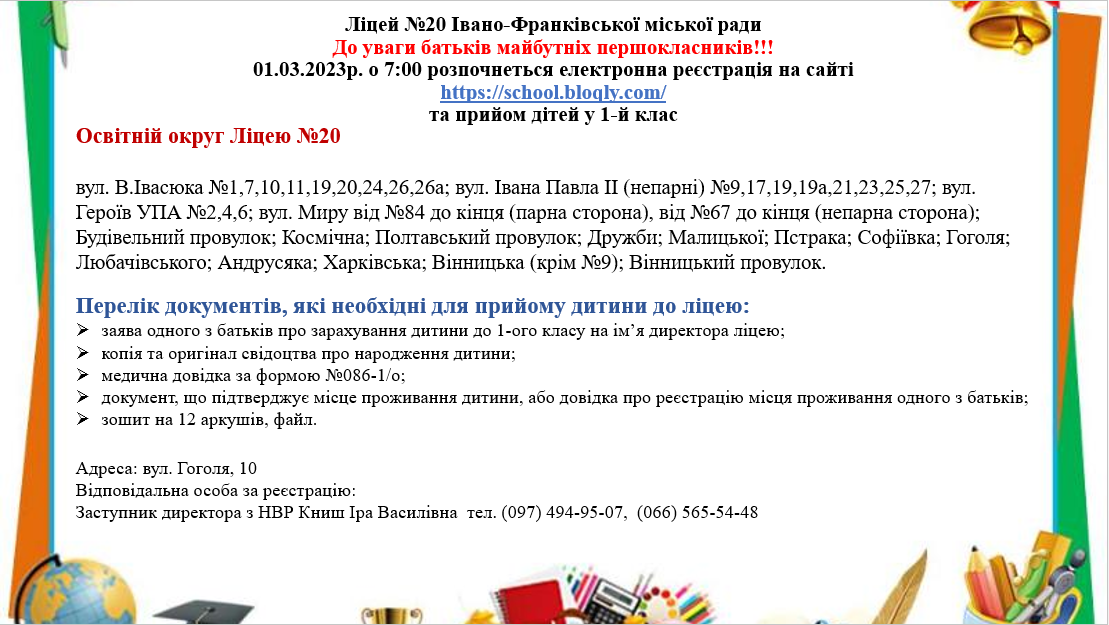 Ліцей №20 Івано-Франківської міської ради
До уваги батьків майбутніх першокласників!!!
01.03.2023р. о 7:00 розпочнеться електронна реєстрація на сайті
https://school.bloqly.com/
та прийом дітей у 1-й клас
Освітній округ Ліцею №20
вул. В.Івасюка №1,7,10,11,19,20,24,26,26а; вул. Івана Павла ІІ (непарні) №9,17,19,19а,21,23,25,27; вул.
Героїв УПА №2,4,6; вул. Миру від №84 до кінця (парна сторона), від №67 до кінця (непарна сторона);
Будівельний провулок; Космічна; Полтавський провулок; Дружби; Малицької; Пстрака; Софіївка; Гоголя;
Любачівського; Андрусяка; Харківська; Вінницька (крім №9); Вінницький провулок.
Перелік документів, які необхідні для прийому дитини до ліцею:
➢ заява одного з батьків про зарахування дитини до 1-ого класу на ім’я директора ліцею;
➢ копія та оригінал свідоцтва про народження дитини;
➢ медична довідка за формою №086-1/о;
➢ документ, що підтверджує місце проживання дитини, або довідка про реєстрацію місця проживання одного з батьків;
➢ зошит на 12 аркушів, файл.
Адреса: вул. Гоголя, 10
Відповідальна особа за реєстрацію:
Заступник директора з НВР Книш Іра Василівна тел. (097) 494-95-07, (066) 565-54-48